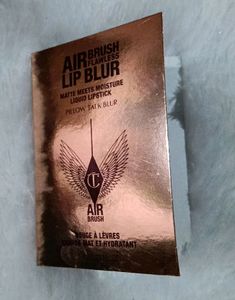 AIRBRUSH
FLAWLESS
LIP BLUR
MATTE MEETS MOISTURE
LIQUID LIPSTICK
PILLOW TALK BLUR
CT
AIR
BRUSH
ROUGE À LÈVRES
MAT ET HYDRATANT